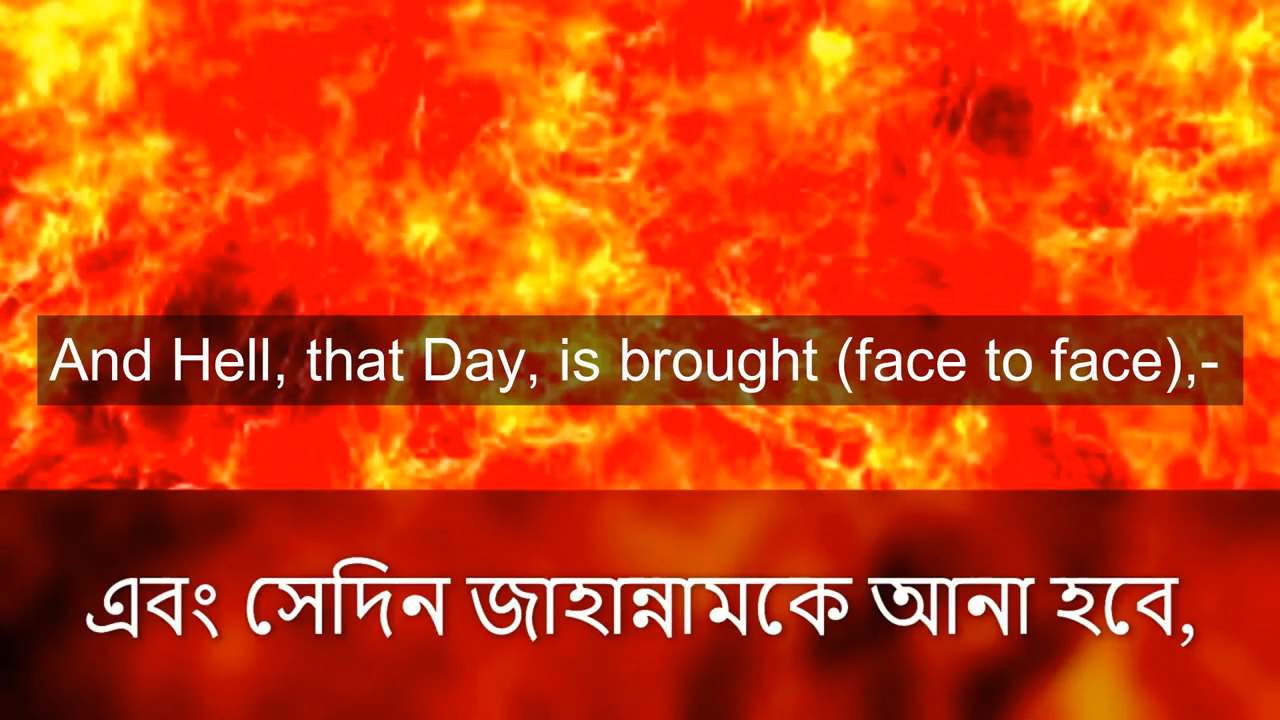 And Hell, that Day, is brought (face to face),-
এবং সেদিন জাহান্নামকে আনা হবে,